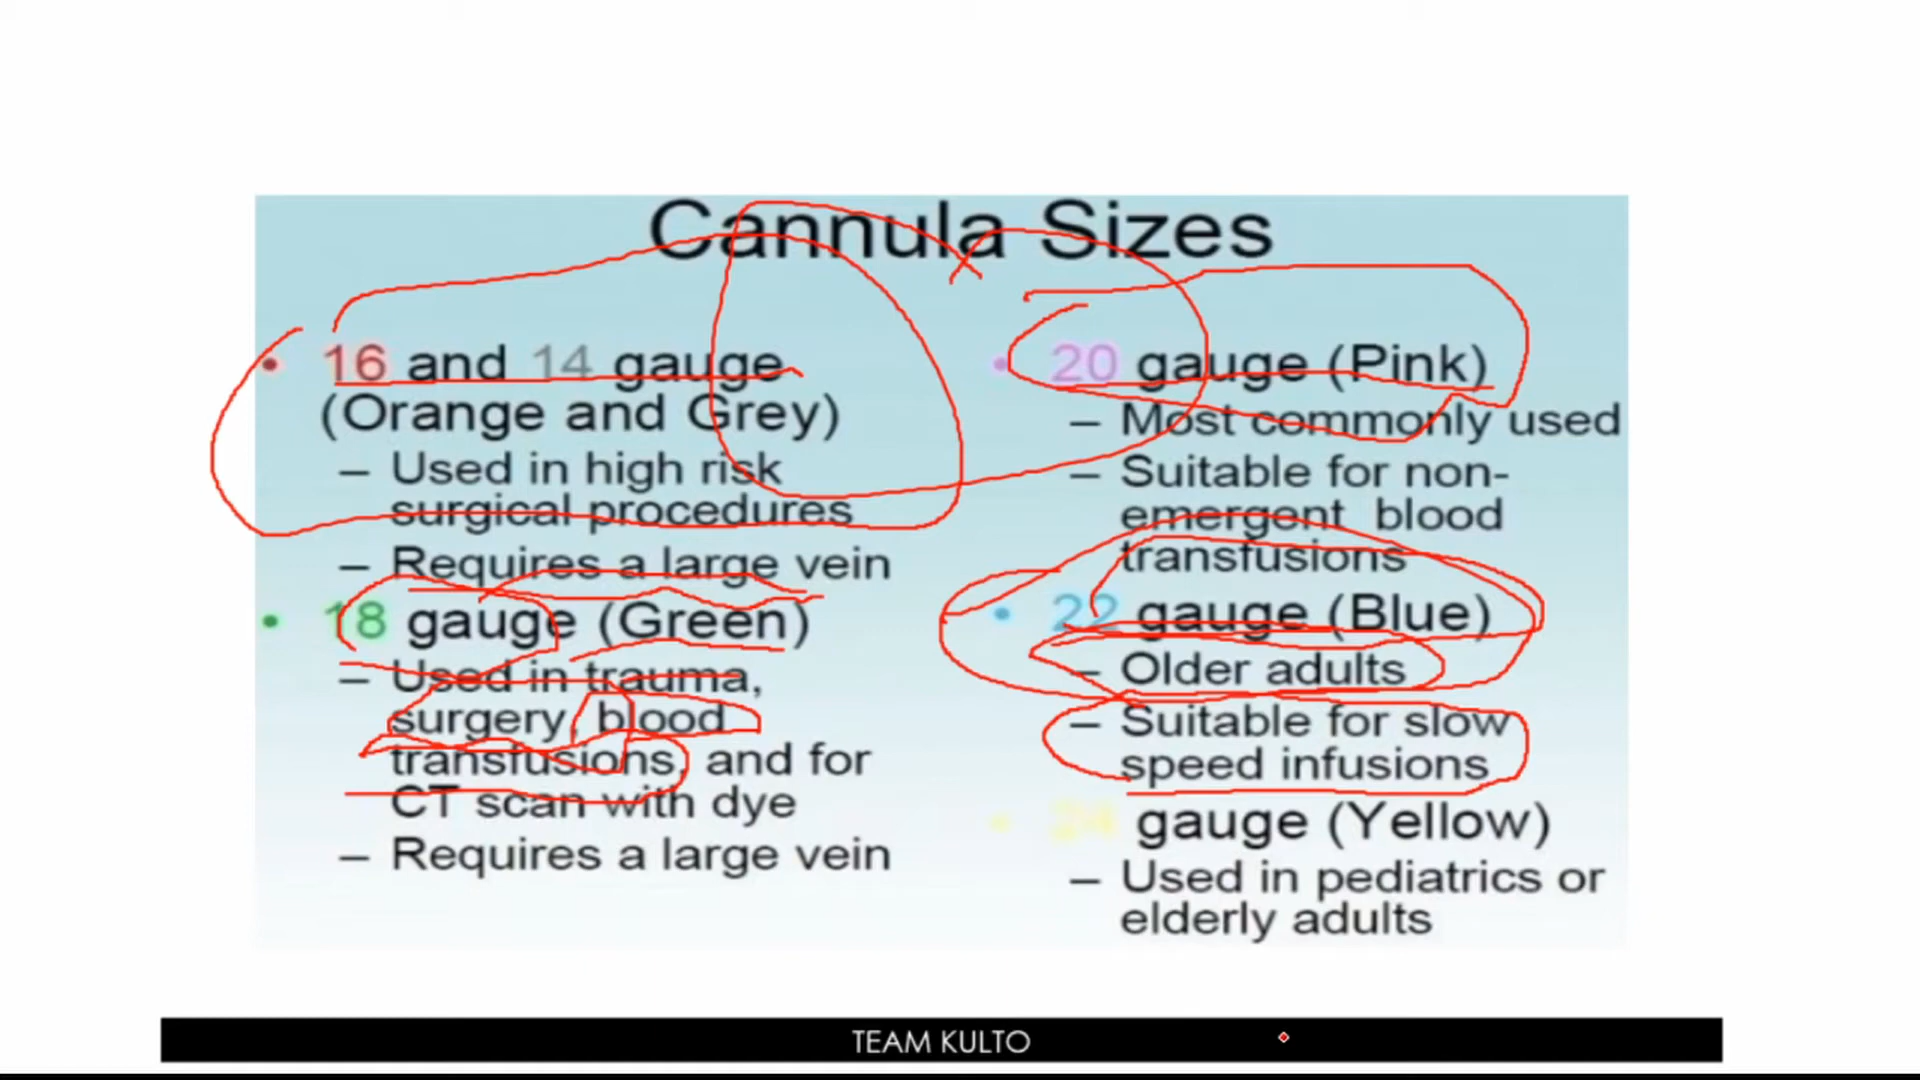 Cannula Sizes
• 16 and 14 gauge
(Orange and Grey)
– Used in high risk
surgical procedures
– Requires a large vein
• 18 gauge (Green)
– Used in trauma,
surgery, blood
transfusions, and for
CT scan with dye
– Requires a large vein
• 20 gauge (Pink)
– Most commonly used
– Suitable for non-
emergent blood
transfusions
• 22 gauge (Blue)
– Older adults
– Suitable for slow
speed infusions
• 24 gauge (Yellow)
– Used in pediatrics or
elderly adults
TEAM KULTO